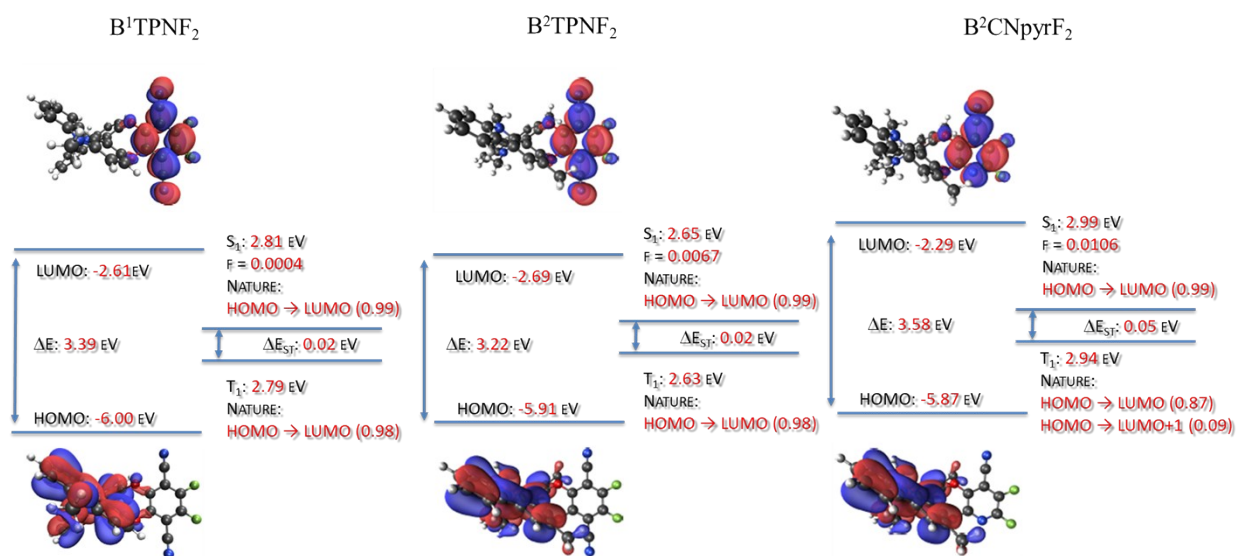 B¹TPNF₂
S₁: 2.81 eV
F = 0.0004
NATURE:
HOMO → LUMO (0.99)
LUMO: -2.61eV
ΔE: 3.39 eV
ΔE_ST: 0.02 eV
T₁: 2.79 eV
NATURE:
HOMO → LUMO (0.98)
HOMO: -6.00 eV
B²TPNF₂
S₁: 2.65 eV
F = 0.0067
NATURE:
HOMO → LUMO (0.99)
LUMO: -2.69 eV
ΔE: 3.22 eV
ΔE_ST: 0.02 eV
T₁: 2.63 eV
NATURE:
HOMO → LUMO (0.98)
HOMO: -5.91 eV
B²CNpyrF₂
S₁: 2.99 eV
F = 0.0106
NATURE:
HOMO → LUMO (0.99)
LUMO: -2.29 eV
ΔE: 3.58 eV
ΔE_ST: 0.05 eV
T₁: 2.94 eV
NATURE:
HOMO → LUMO (0.87)
HOMO → LUMO+1 (0.09)
HOMO: -5.87 eV